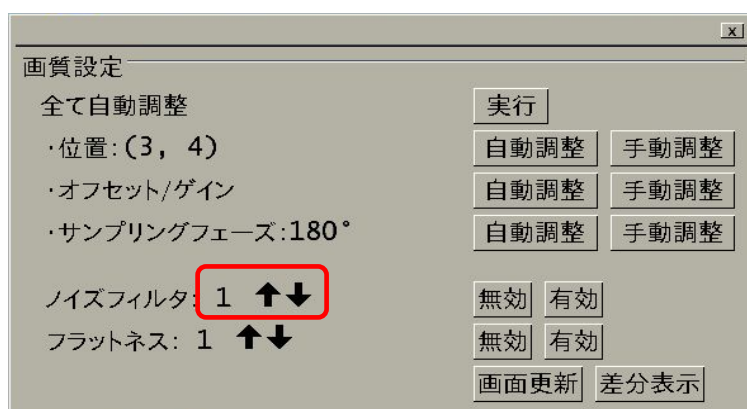 x
画質設定
全て自動調整 実行
・位置:(3, 4) 自動調整 手動調整
・オフセット/ゲイン 自動調整 手動調整
・サンプリングフェーズ:180° 自動調整 手動調整
ノイズフィルタ: 1 ⬆⬇ 無効 有効
フラットネス: 1 ⬆⬇ 無効 有効
画面更新 差分表示